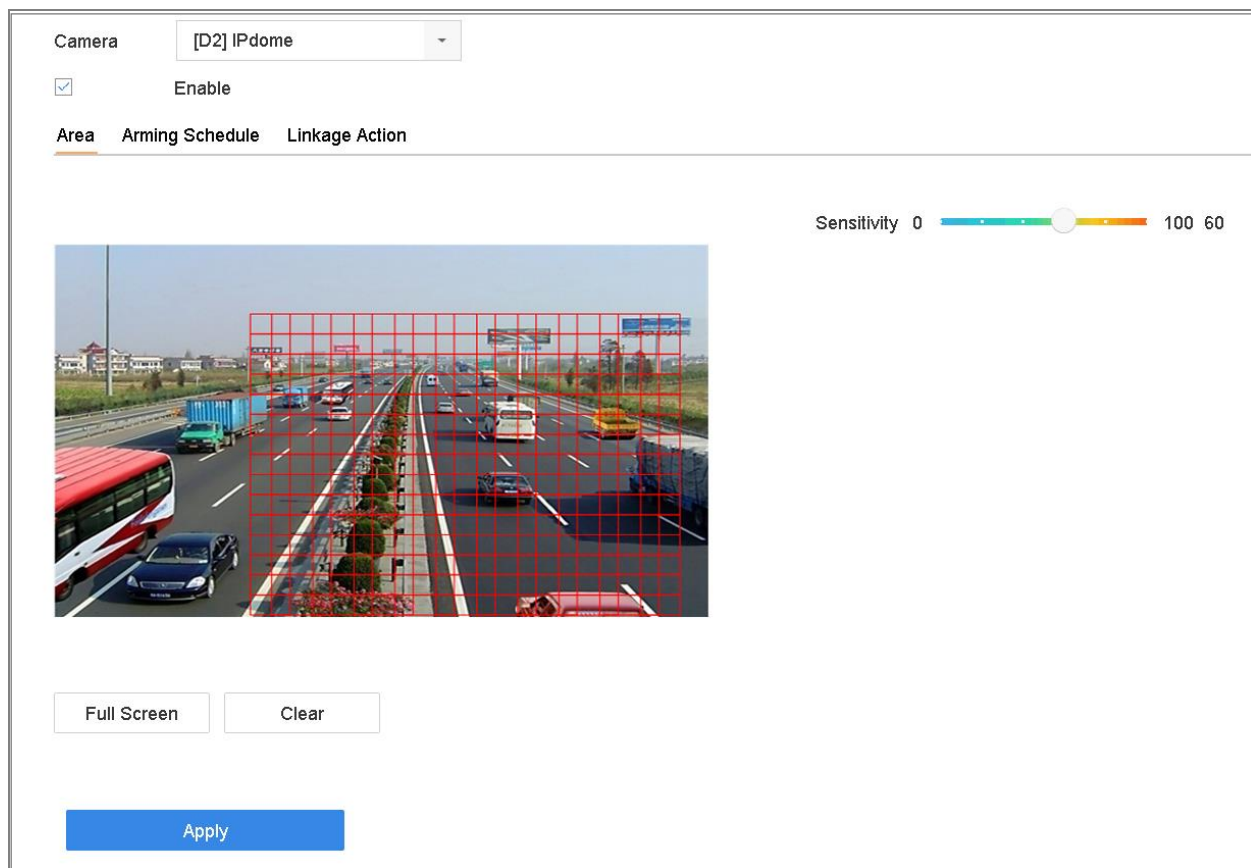 Camera [D2] IPdome
Enable
Area Arming Schedule Linkage Action
Sensitivity 0 100 60
Full Screen Clear
Apply